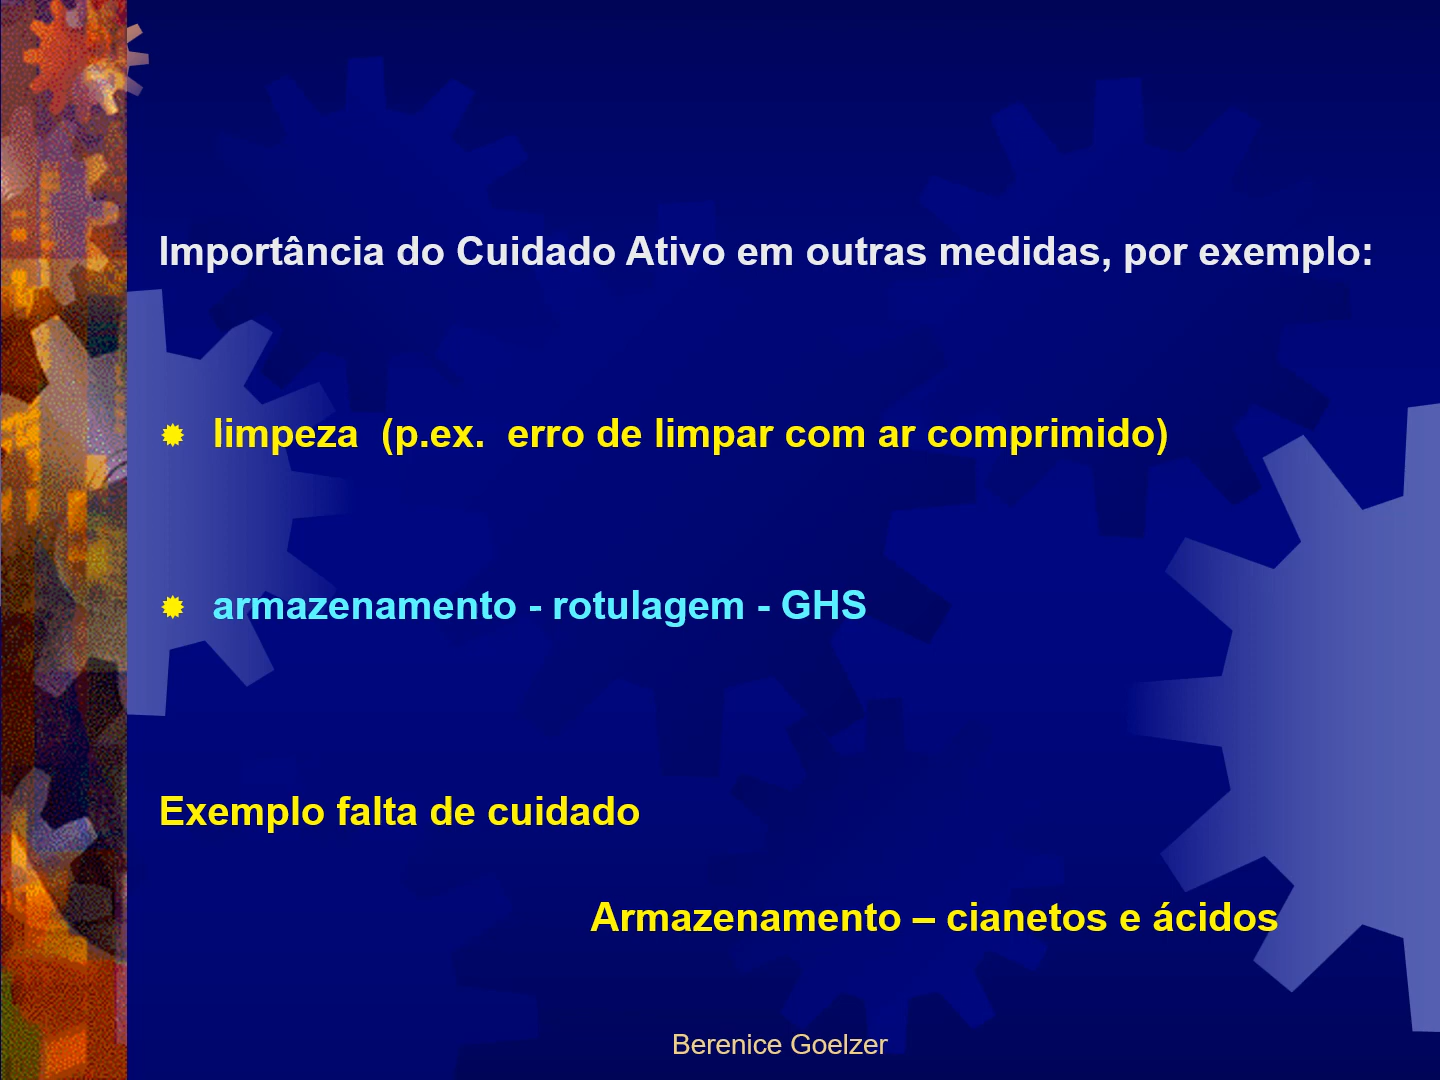 Importância do Cuidado Ativo em outras medidas, por exemplo:
limpeza (p.ex. erro de limpar com ar comprimido)
armazenamento - rotulagem - GHS
Exemplo falta de cuidado
Armazenamento – cianetos e ácidos
Berenice Goelzer